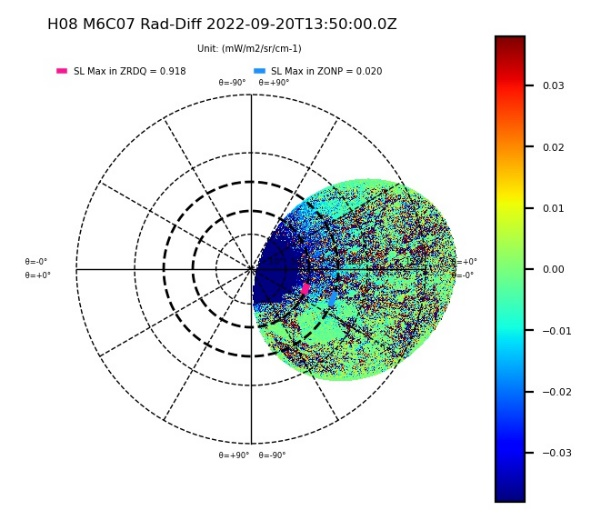 H08 M6C07 Rad-Diff 2022-09-20T13:50:00.0Z
Unit: (mW/m2/sr/cm-1)
SL Max in ZRDQ = 0.918 SL Max in ZONP = 0.020
θ=-90° θ=+90°
θ=-0° θ=+0°
θ=+0° θ=-0°
θ=+90° θ=-90°
0.03
0.02
0.01
0.00
−0.01
−0.02
−0.03